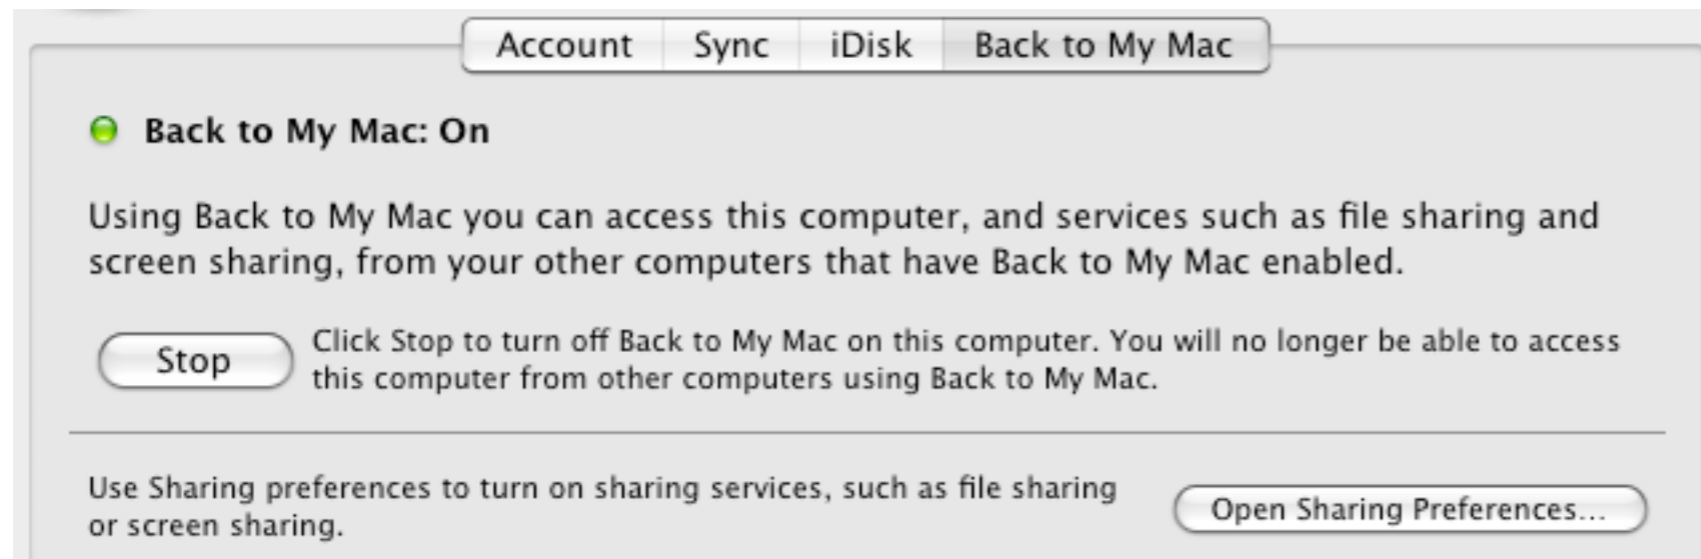 Account Sync iDisk Back to My Mac
Back to My Mac: On
Using Back to My Mac you can access this computer, and services such as file sharing and
screen sharing, from your other computers that have Back to My Mac enabled.
Stop
Click Stop to turn off Back to My Mac on this computer. You will no longer be able to access
this computer from other computers using Back to My Mac.
Use Sharing preferences to turn on sharing services, such as file sharing
or screen sharing.
Open Sharing Preferences...